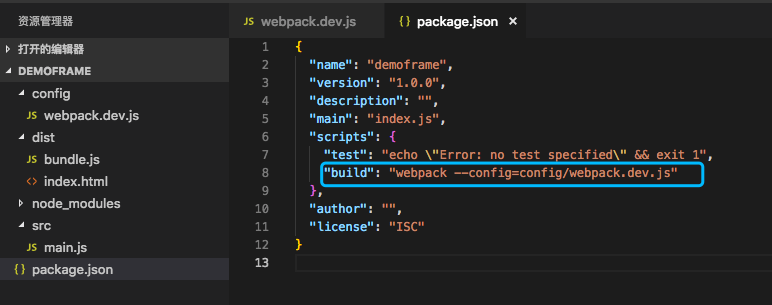 资源管理器
打开的编辑器
DEMOFRAME
config
JS webpack.dev.js
dist
JS bundle.js
<> index.html
node_modules
src
JS main.js
{} package.json
JS webpack.dev.js
{} package.json ×
1 {
2 "name": "demoframe",
3 "version": "1.0.0",
4 "description": "",
5 "main": "index.js",
6 "scripts": {
7 "test": "echo \"Error: no test specified\" && exit 1",
8 "build": "webpack --config=config/webpack.dev.js"
9 },
10 "author": "",
11 "license": "ISC"
12 }
13